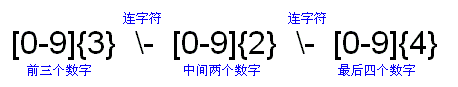 连字符 连字符
[0-9]{3} \- [0-9]{2} \- [0-9]{4}
前三个数字 中间两个数字 最后四个数字